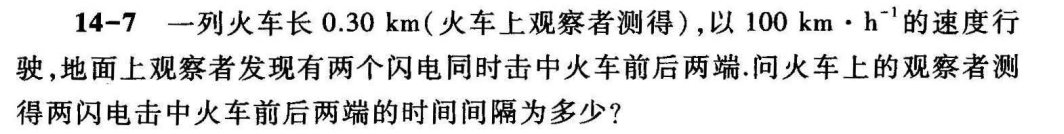 14-7 一列火车长 0.30 km(火车上观察者测得),以 100 km·h⁻¹的速度行
驶,地面上观察者发现有两个闪电同时击中火车前后两端.问火车上的观察者测
得两闪电击中火车前后两端的时间间隔为多少?